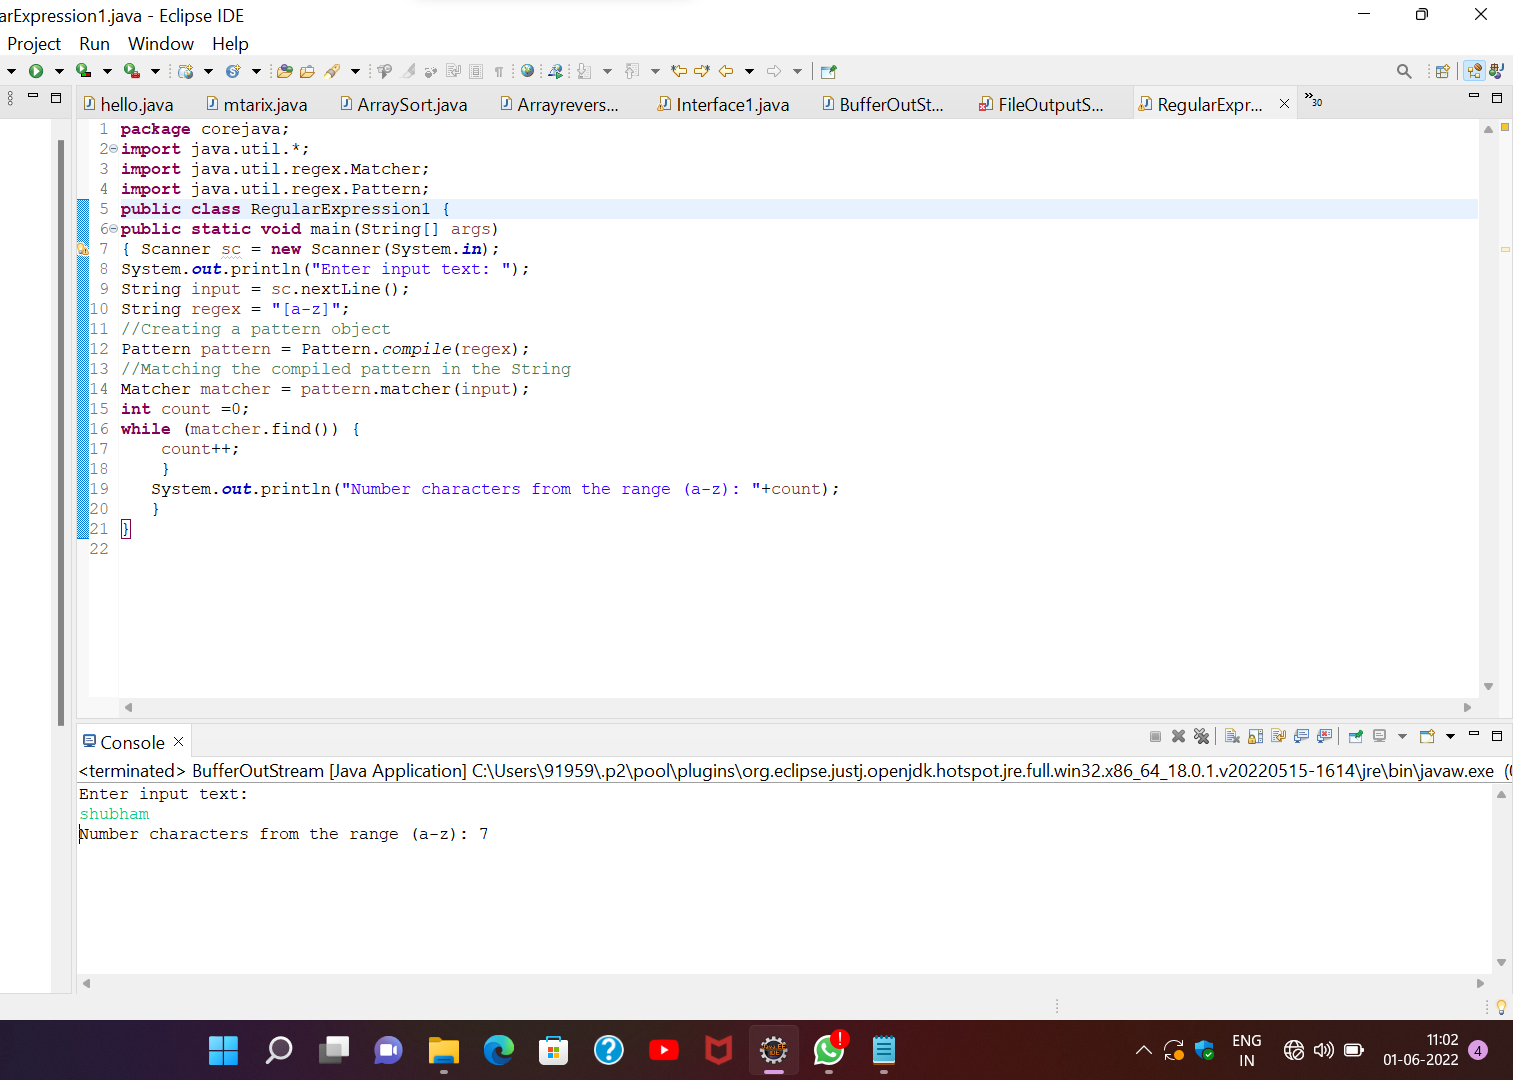 arExpression1.java - Eclipse IDE
Project Run Window Help
hello.java mtarix.java ArraySort.java Arrayrevers... Interface1.java BufferOutSt... FileOutputS... RegularExpr... »30
1 package corejava;
2 import java.util.*;
3 import java.util.regex.Matcher;
4 import java.util.regex.Pattern;
5 public class RegularExpression1 {
6 public static void main(String[] args)
7 { Scanner sc = new Scanner(System.in);
8 System.out.println("Enter input text: ");
9 String input = sc.nextLine();
10 String regex = "[a-z]";
11 //Creating a pattern object
12 Pattern pattern = Pattern.compile(regex);
13 //Matching the compiled pattern in the String
14 Matcher matcher = pattern.matcher(input);
15 int count =0;
16 while (matcher.find()) {
17 count++;
18 }
19 System.out.println("Number characters from the range (a-z): "+count);
20 }
21 }
22
Console
<terminated> BufferOutStream [Java Application] C:\Users\91959\.p2\pool\plugins\org.eclipse.justj.openjdk.hotspot.jre.full.win32.x86_64_18.0.1.v20220515-1614\jre\bin\javaw.exe
Enter input text:
shubham
Number characters from the range (a-z): 7
ENG
IN
11:02
01-06-2022
4